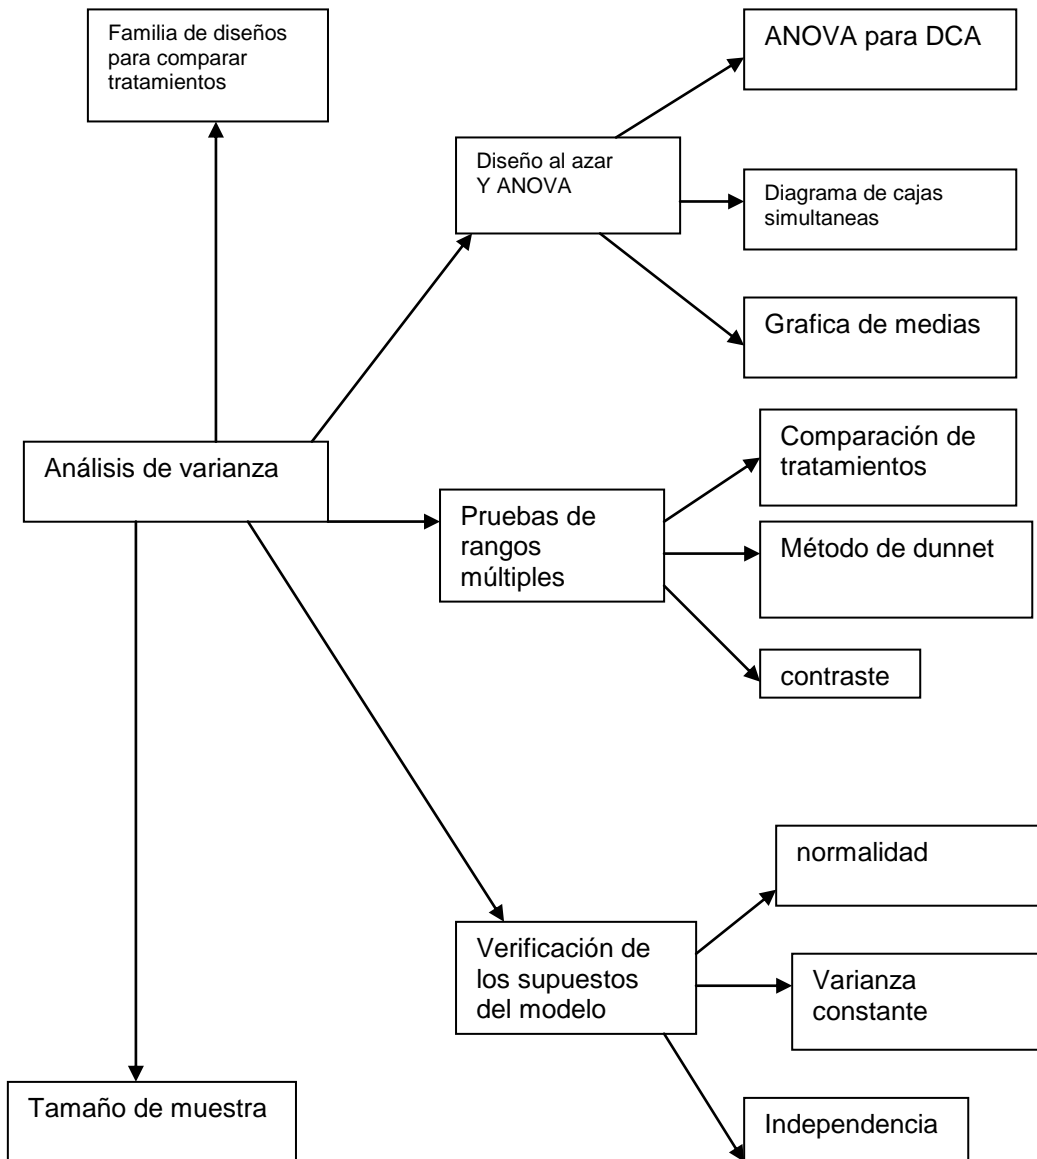 Familia de diseños
para comparar
tratamientos
ANOVA para DCA
Diseño al azar
Y ANOVA
Diagrama de cajas
simultaneas
Grafica de medias
Análisis de varianza
Comparación de
tratamientos
Pruebas de
rangos
múltiples
Método de dunnet
contraste
normalidad
Verificación de
los supuestos
del modelo
Varianza
constante
Tamaño de muestra
Independencia